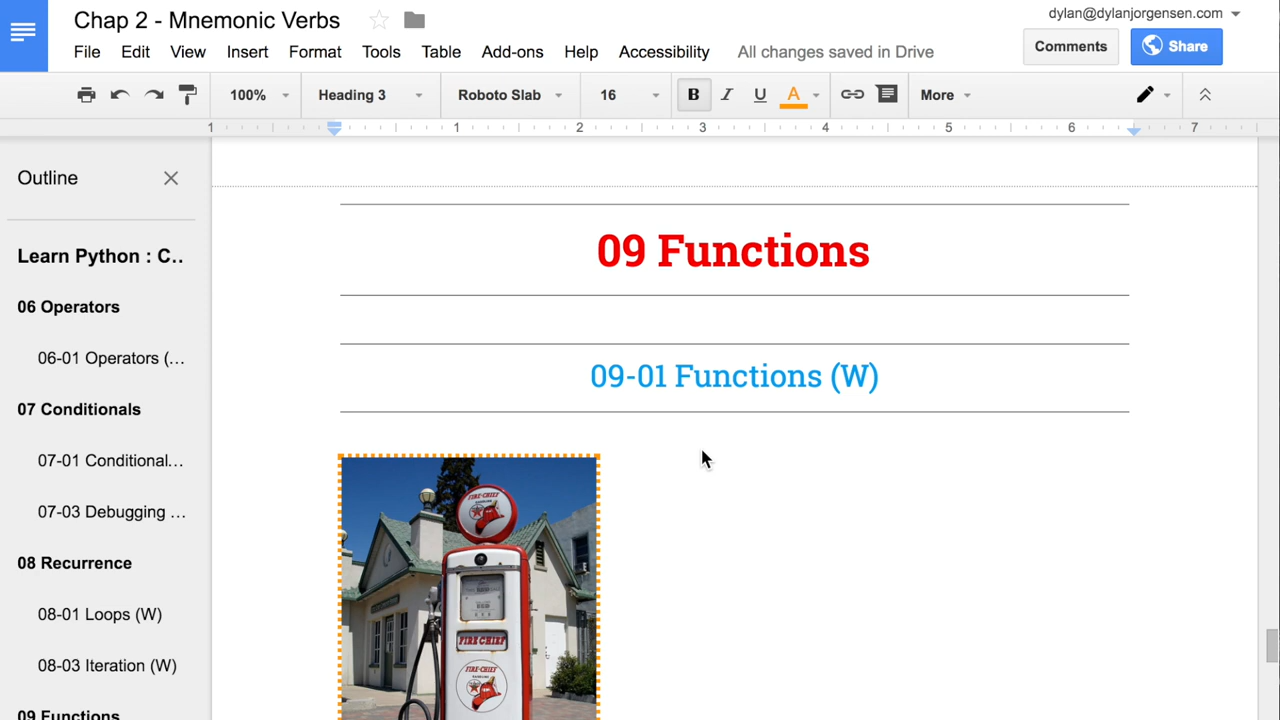 Chap 2 - Mnemonic Verbs
dylan@dylanjorgensen.com
File Edit View Insert Format Tools Table Add-ons Help Accessibility All changes saved in Drive
Comments Share
100% Heading 3 Roboto Slab 16 B I U A More
1 1 2 3 4 5 6 7
Outline
Learn Python : C..
06 Operators
06-01 Operators (...
07 Conditionals
07-01 Conditional...
07-03 Debugging ...
08 Recurrence
08-01 Loops (W)
08-03 Iteration (W)
09 Functions
09 Functions
09-01 Functions (W)
FIRE-CHIEF
FIRE-CHIEF
FIRE-CHIEF